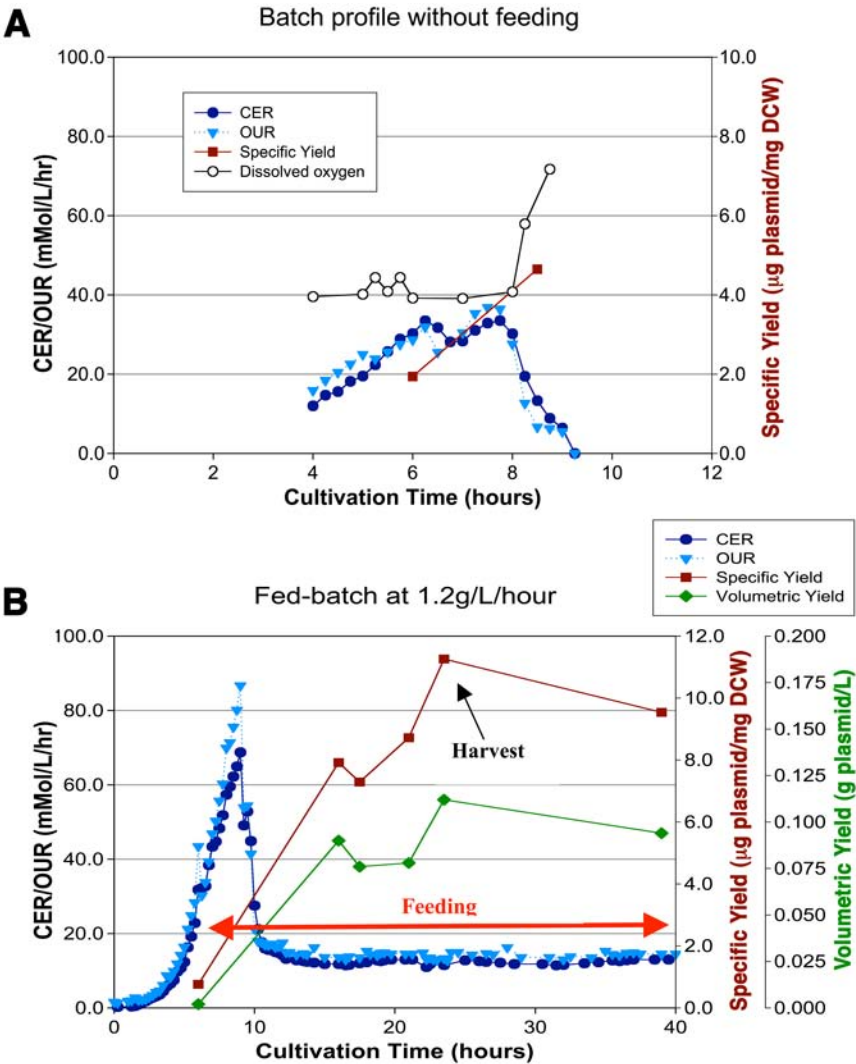 A
Batch profile without feeding
100.0
80.0
60.0
40.0
20.0
0.0
CER/OUR (mMol/L/hr)
CER
OUR
Specific Yield
Dissolved oxygen
10.0
8.0
6.0
4.0
2.0
0.0
Specific Yield (µg plasmid/mg DCW)
0 2 4 6 8 10 12
Cultivation Time (hours)
CER
OUR
Specific Yield
Volumetric Yield
B
Fed-batch at 1.2g/L/hour
100.0
80.0
60.0
40.0
20.0
0.0
CER/OUR (mMol/L/hr)
Harvest
Feeding
12.0
10.0
8.0
6.0
4.0
2.0
0.0
Specific Yield (µg plasmid/mg DCW)
0.200
0.175
0.150
0.125
0.100
0.075
0.050
0.025
0.000
Volumetric Yield (g plasmid/L)
0 10 20 30 40
Cultivation Time (hours)